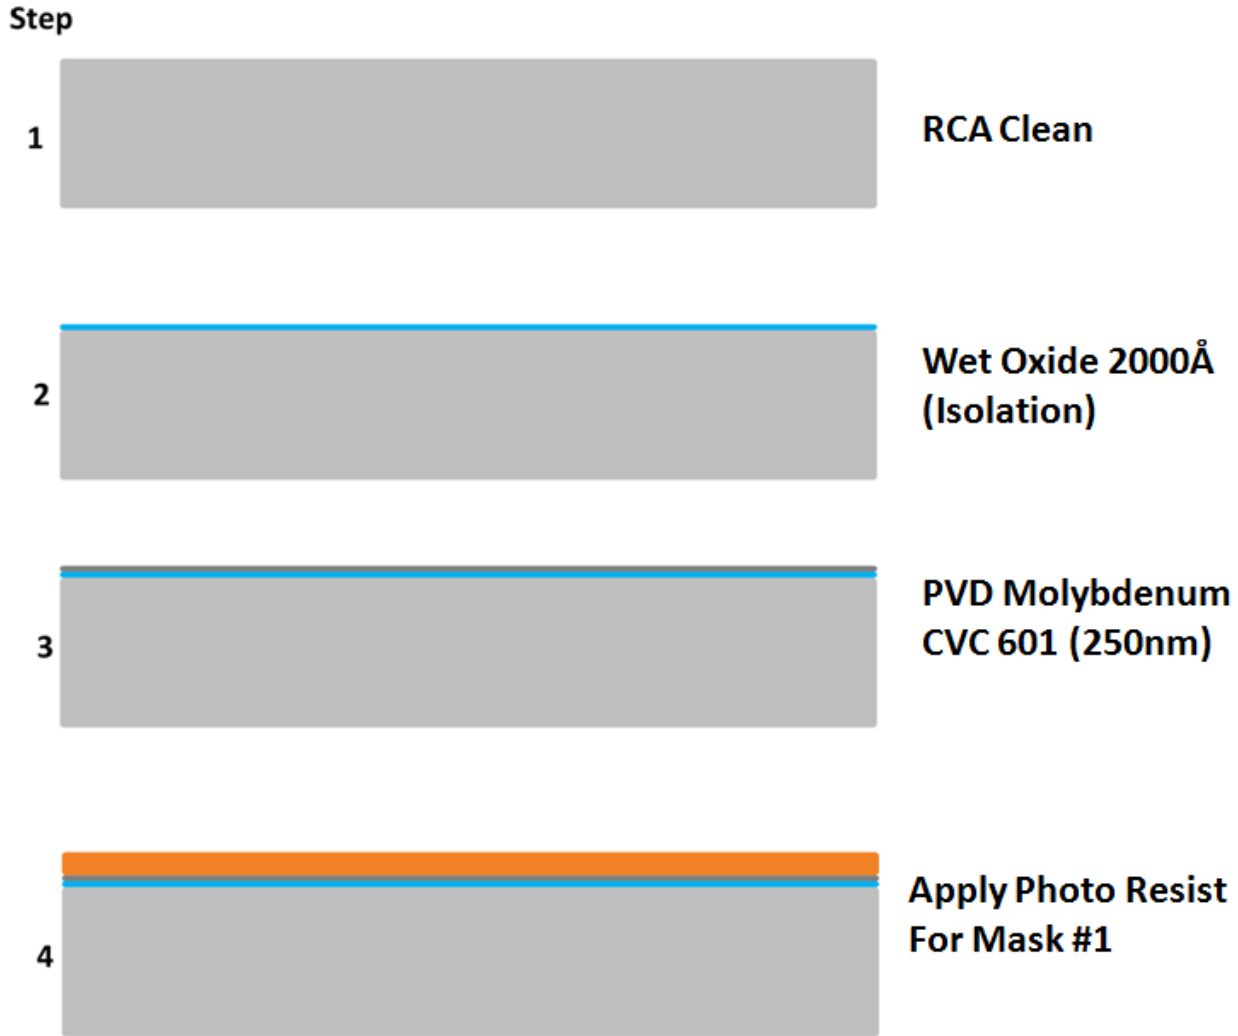 Step
1
RCA Clean
2
Wet Oxide 2000Å
(Isolation)
3
PVD Molybdenum
CVC 601 (250nm)
4
Apply Photo Resist
For Mask #1